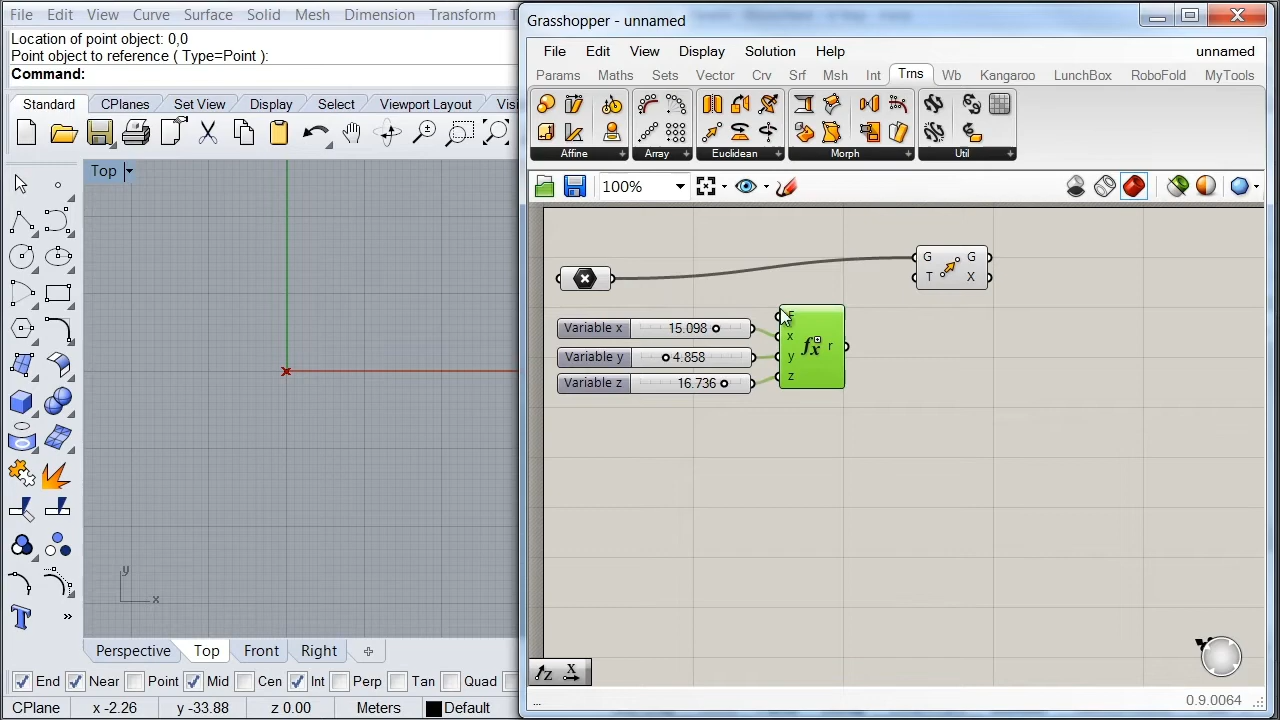 File Edit View Curve Surface Solid Mesh Dimension Transform T
Location of point object: 0,0
Point object to reference ( Type=Point ):
Command:
Standard CPlanes Set View Display Select Viewport Layout Vis
Top
y
x
Perspective Top Front Right
End Near Point Mid Cen Int Perp Tan Quad
CPlane x -2.26 y -33.88 z 0.00 Meters Default
Grasshopper - unnamed
File Edit View Display Solution Help unnamed
Params Maths Sets Vector Crv Srf Msh Int Trns Wb Kangaroo LunchBox RoboFold MyTools
Affine Array Euclidean Morph Util
100%
G G
T X
Variable x 15.098
Variable y 4.858
Variable z 16.736
F
x
y
z
fx r
Z X
... 0.9.0064